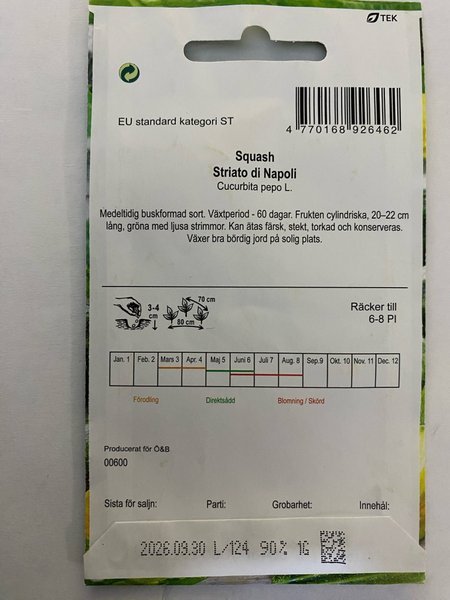 TEK
EU standard kategori ST
4 770168 926462
Squash
Striato di Napoli
Cucurbita pepo L.
Medeltidig buskformad sort. Växtperiod - 60 dagar. Frukten cylindriska, 20–22 cm
lång, gröna med ljusa strimmor. Kan ätas färsk, stekt, torkad och konserveras.
Växer bra bördig jord på solig plats.
3-4
cm
70 cm
80 cm
Räcker till
6-8 Pl
Jan. 1 Feb. 2 Mars 3 Apr. 4 Maj 5 Juni 6 Juli 7 Aug. 8 Sep.9 Okt. 10 Nov. 11 Dec. 12
Förodling Direktsådd Blomning / Skörd
Producerat för Ö&B
00600
Sista för saljn: Parti: Grobarhet: Innehål:
2026.09.30 L/124 90% 1G